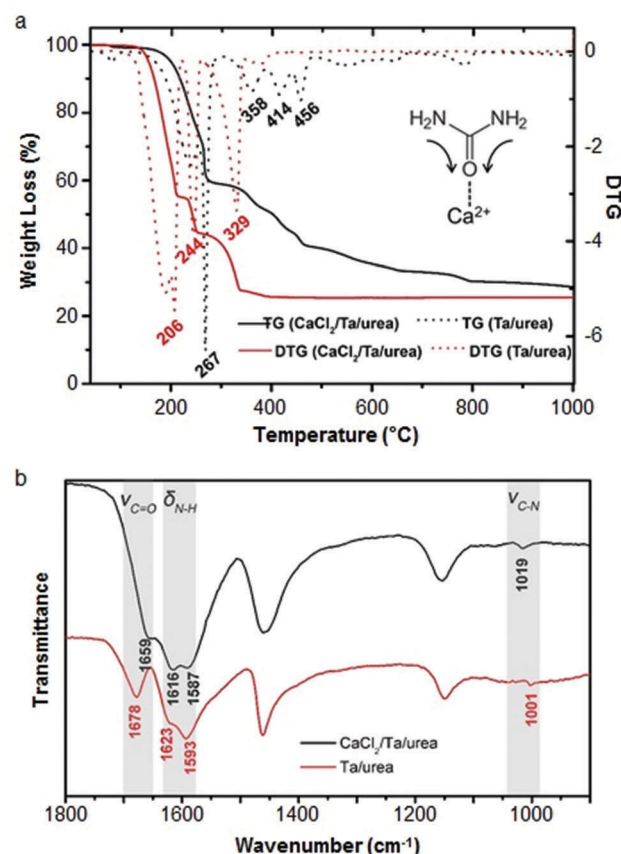 a
100
80
60
40
20
0
Weight Loss (%)
0
-2
-4
-6
DTG
358
414
456
329
244
206
267
H₂N
NH₂
O
Ca²⁺
TG (CaCl₂/Ta/urea)
TG (Ta/urea)
DTG (CaCl₂/Ta/urea)
DTG (Ta/urea)
200
400
600
800
1000
Temperature (°C)
b
ν C=O
δ N-H
ν C-N
1659
1616
1587
1019
1678
1623
1593
1001
Transmittance
CaCl₂/Ta/urea
Ta/urea
1800
1600
1400
1200
1000
Wavenumber (cm⁻¹)